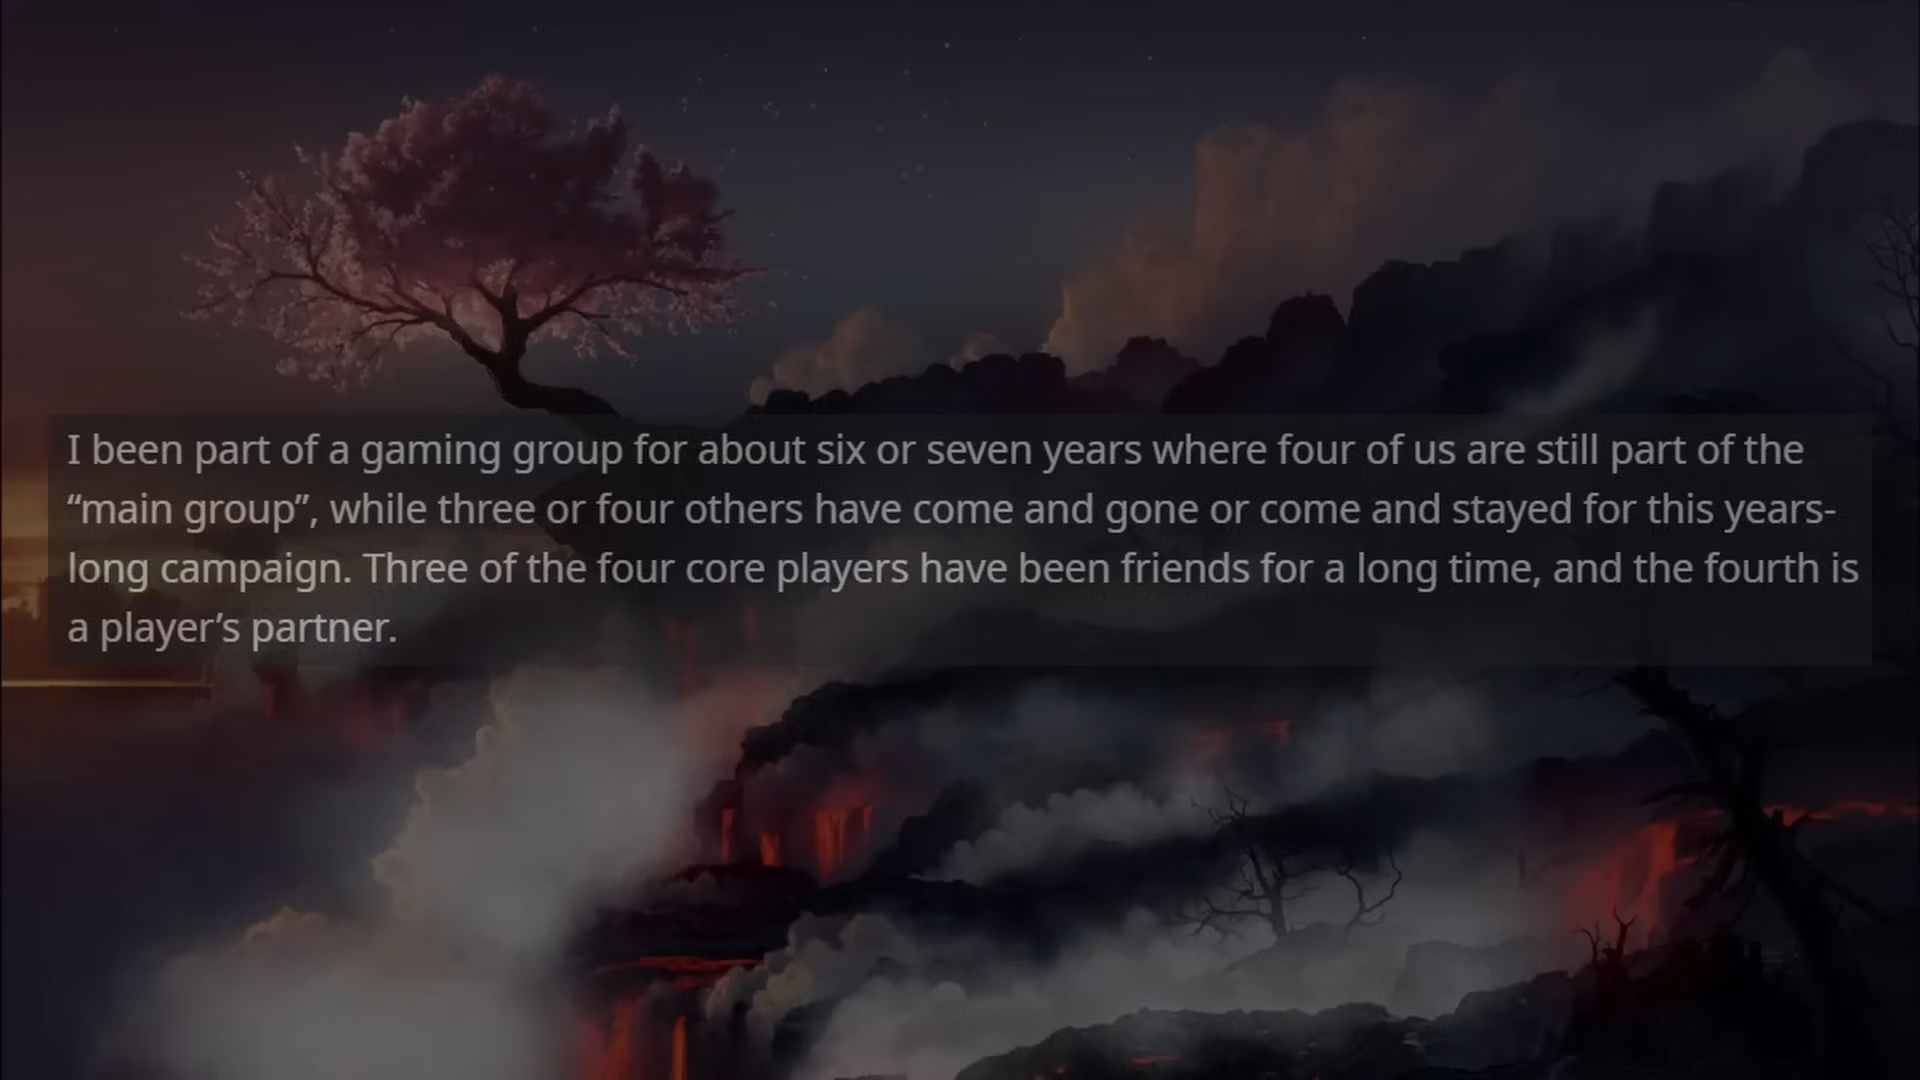 I been part of a gaming group for about six or seven years where four of us are still part of the
“main group”, while three or four others have come and gone or come and stayed for this years-
long campaign. Three of the four core players have been friends for a long time, and the fourth is
a player’s partner.